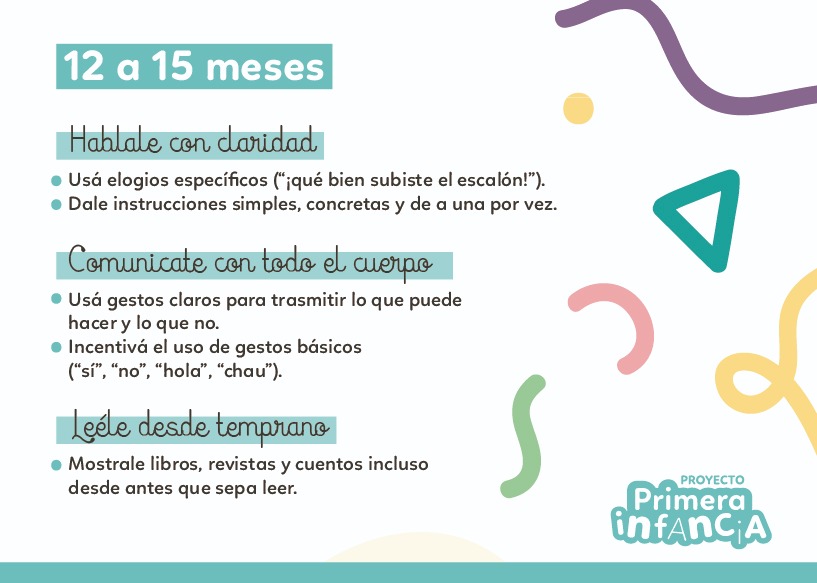 12 a 15 meses
Hablale con claridad
Usá elogios específicos (“¡qué bien subiste el escalón!”).
Dale instrucciones simples, concretas y de a una por vez.
Comunicate con todo el cuerpo
Usá gestos claros para trasmitir lo que puede
hacer y lo que no.
Incentivá el uso de gestos básicos
(“sí”, “no”, “hola”, “chau”).
Leéle desde temprano
Mostrale libros, revistas y cuentos incluso
desde antes que sepa leer.
PROYECTO
Primera
infAnCiA